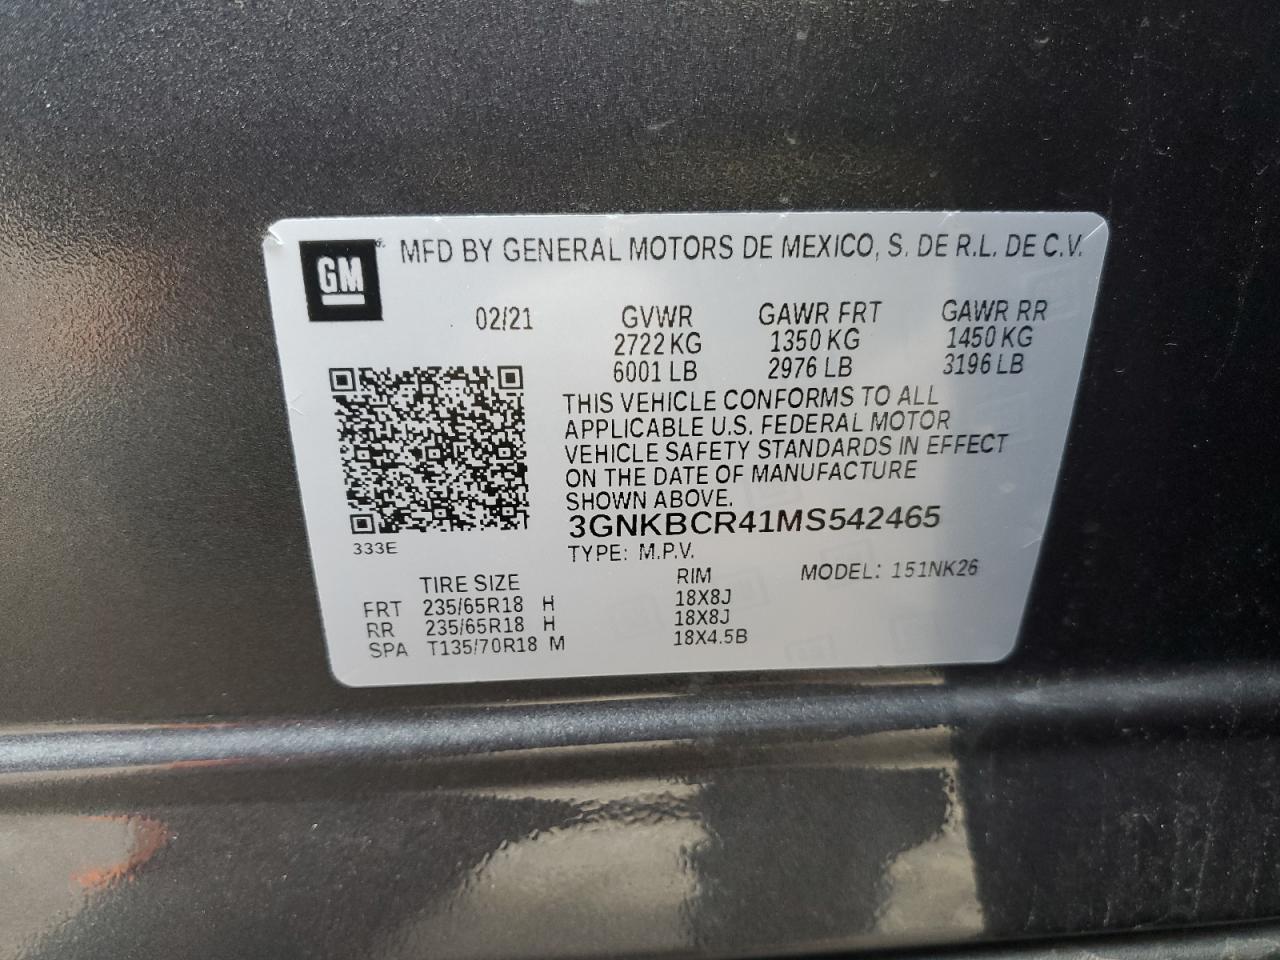 GM
MFD BY GENERAL MOTORS DE MEXICO, S. DE R.L. DE C.V.
02/21 GVWR GAWR FRT GAWR RR
2722 KG 1350 KG 1450 KG
6001 LB 2976 LB 3196 LB
THIS VEHICLE CONFORMS TO ALL
APPLICABLE U.S. FEDERAL MOTOR
VEHICLE SAFETY STANDARDS IN EFFECT
ON THE DATE OF MANUFACTURE
SHOWN ABOVE.
3GNKBCR41MS542465
333E
TYPE: M.P.V.
TIRE SIZE RIM MODEL: 151NK26
FRT 235/65R18 H 18X8J
RR 235/65R18 H 18X8J
SPA T135/70R18 M 18X4.5B